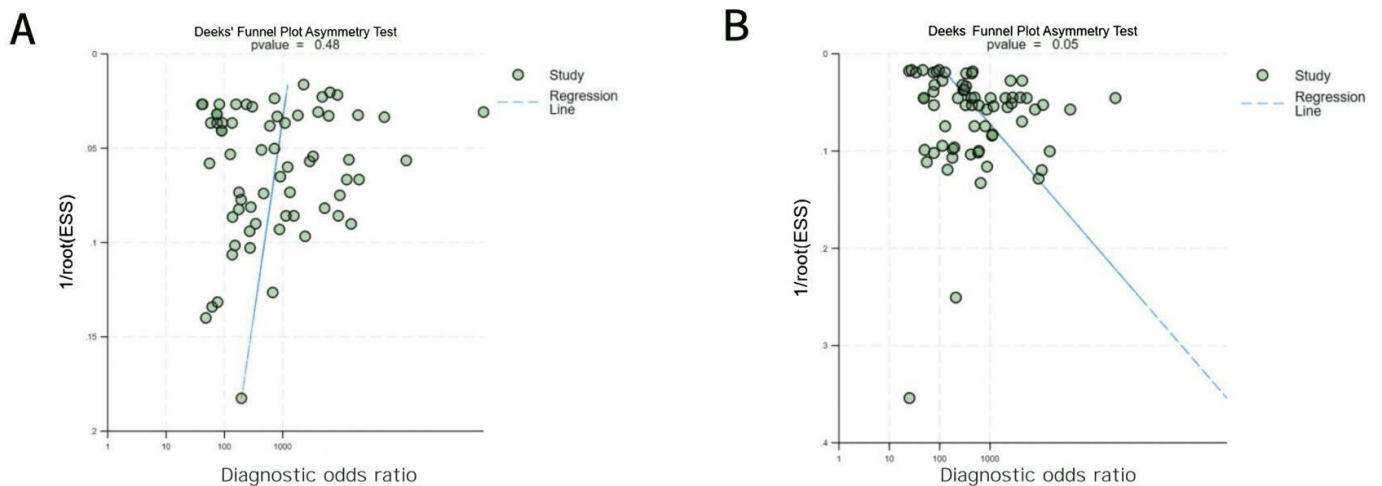 A
Deeks' Funnel Plot Asymmetry Test
pvalue = 0.48
0
.05
.1
.15
.2
1/root(ESS)
1
10
100
1000
Diagnostic odds ratio
Study
Regression
Line
B
Deeks Funnel Plot Asymmetry Test
pvalue = 0.05
0
.1
.2
.3
.4
1/root(ESS)
1
10
100
1000
Diagnostic odds ratio
Study
Regression
Line